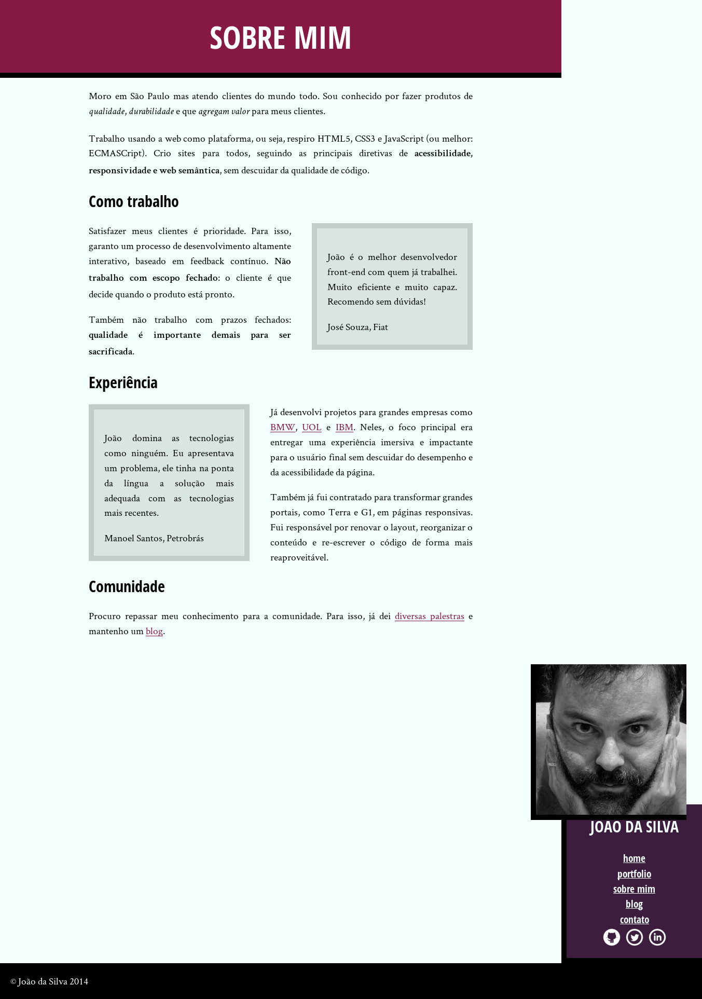 SOBRE MIM
Moro em São Paulo mas atendo clientes do mundo todo. Sou conhecido por fazer produtos de
qualidade, durabilidade e que agregam valor para meus clientes.
Trabalho usando a web como plataforma, ou seja, respiro HTML5, CSS3 e JavaScript (ou melhor:
ECMASCript). Crio sites para todos, seguindo as principais diretivas de acessibilidade,
responsividade e web semântica, sem descuidar da qualidade de código.
Como trabalho
Satisfazer meus clientes é prioridade. Para isso,
garanto um processo de desenvolvimento altamente
interativo, baseado em feedback contínuo. Não
trabalho com escopo fechado: o cliente é que
decide quando o produto está pronto.
Também não trabalho com prazos fechados:
qualidade é importante demais para ser
sacrificada.
João é o melhor desenvolvedor
front-end com quem já trabalhei.
Muito eficiente e muito capaz.
Recomendo sem dúvidas!
José Souza, Fiat
Experiência
João domina as tecnologias
como ninguém. Eu apresentava
um problema, ele tinha na ponta
da língua a solução mais
adequada com as tecnologias
mais recentes.
Manoel Santos, Petrobrás
Já desenvolvi projetos para grandes empresas como
BMW, UOL e IBM. Neles, o foco principal era
entregar uma experiência imersiva e impactante
para o usuário final sem descuidar do desempenho e
da acessibilidade da página.
Também já fui contratado para transformar grandes
portais, como Terra e G1, em páginas responsivas.
Fui responsável por renovar o layout, reorganizar o
conteúdo e re-escrever o código de forma mais
reaproveitável.
Comunidade
Procuro repassar meu conhecimento para a comunidade. Para isso, já dei diversas palestras e
mantenho um blog.
JOÃO DA SILVA
home
portfolio
sobre mim
blog
contato
in
© João da Silva 2014